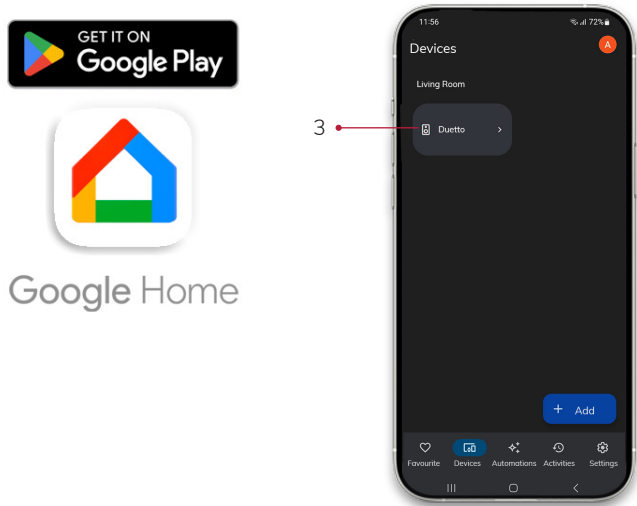 GET IT ON
Google Play
Google Home
3
11:56
72%
Devices
A
Living Room
Duetto
+ Add
Favourite Devices Automations Activities Settings